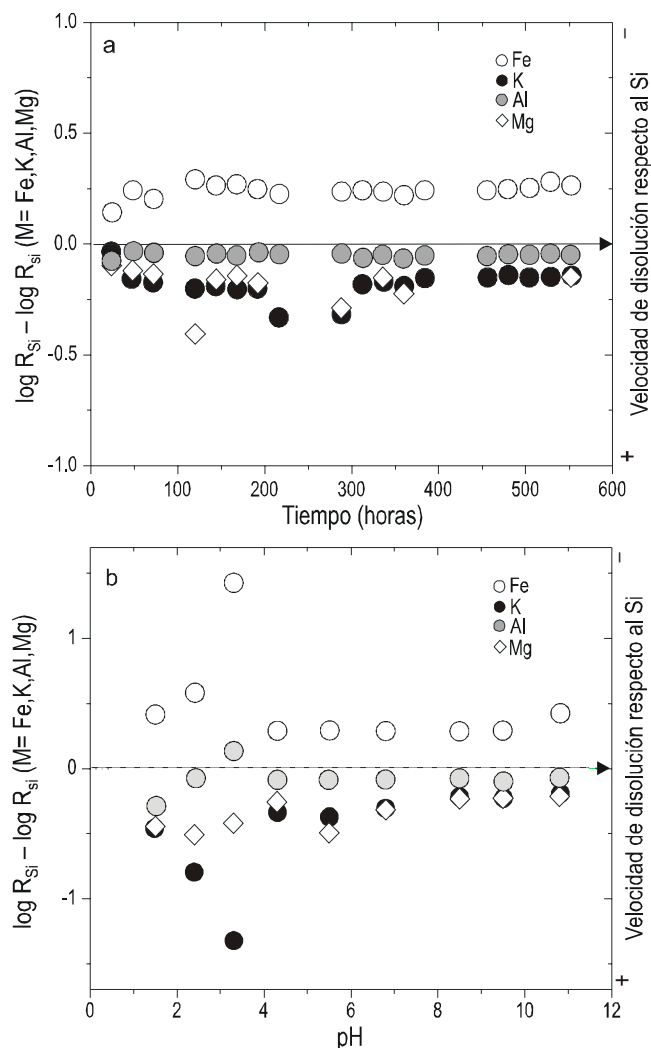 a
1.0
0.5
0.0
-0.5
-1.0
log R_Si – log R_si (M= Fe,K,Al,Mg)
Fe
K
Al
Mg
0
100
200
300
400
500
600
Tiempo (horas)
–
Velocidad de disolución respecto al Si
+
b
1
0
-1
log R_Si – log R_si (M= Fe,K,Al,Mg)
Fe
K
Al
Mg
0
2
4
6
8
10
12
pH
–
Velocidad de disolución respecto al Si
+